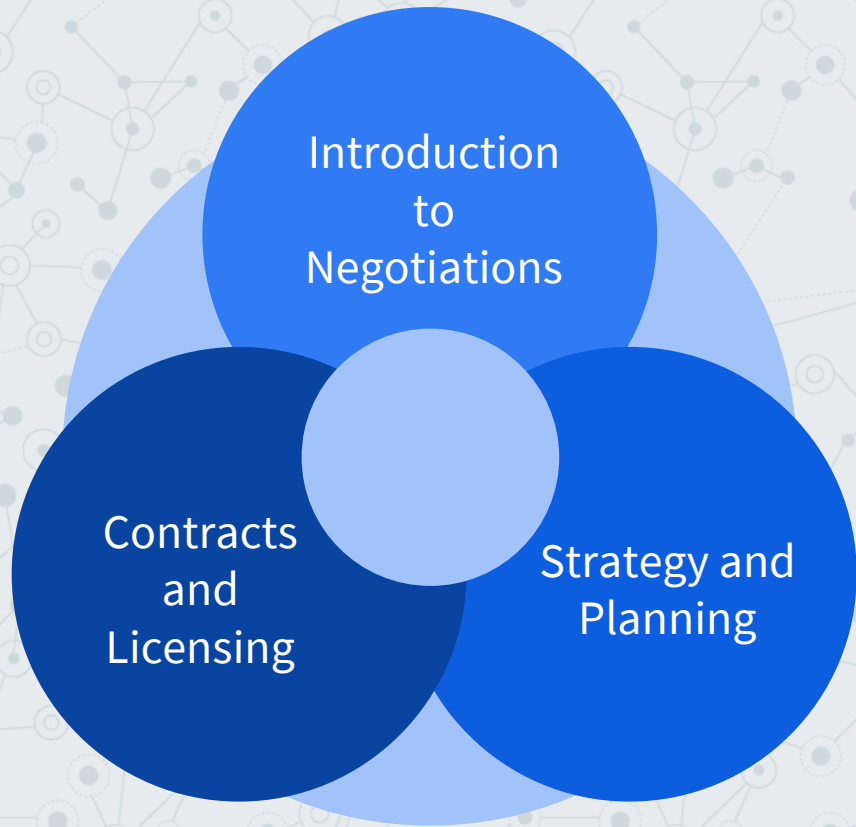 Introduction
to
Negotiations
Contracts
and
Licensing
Strategy and
Planning